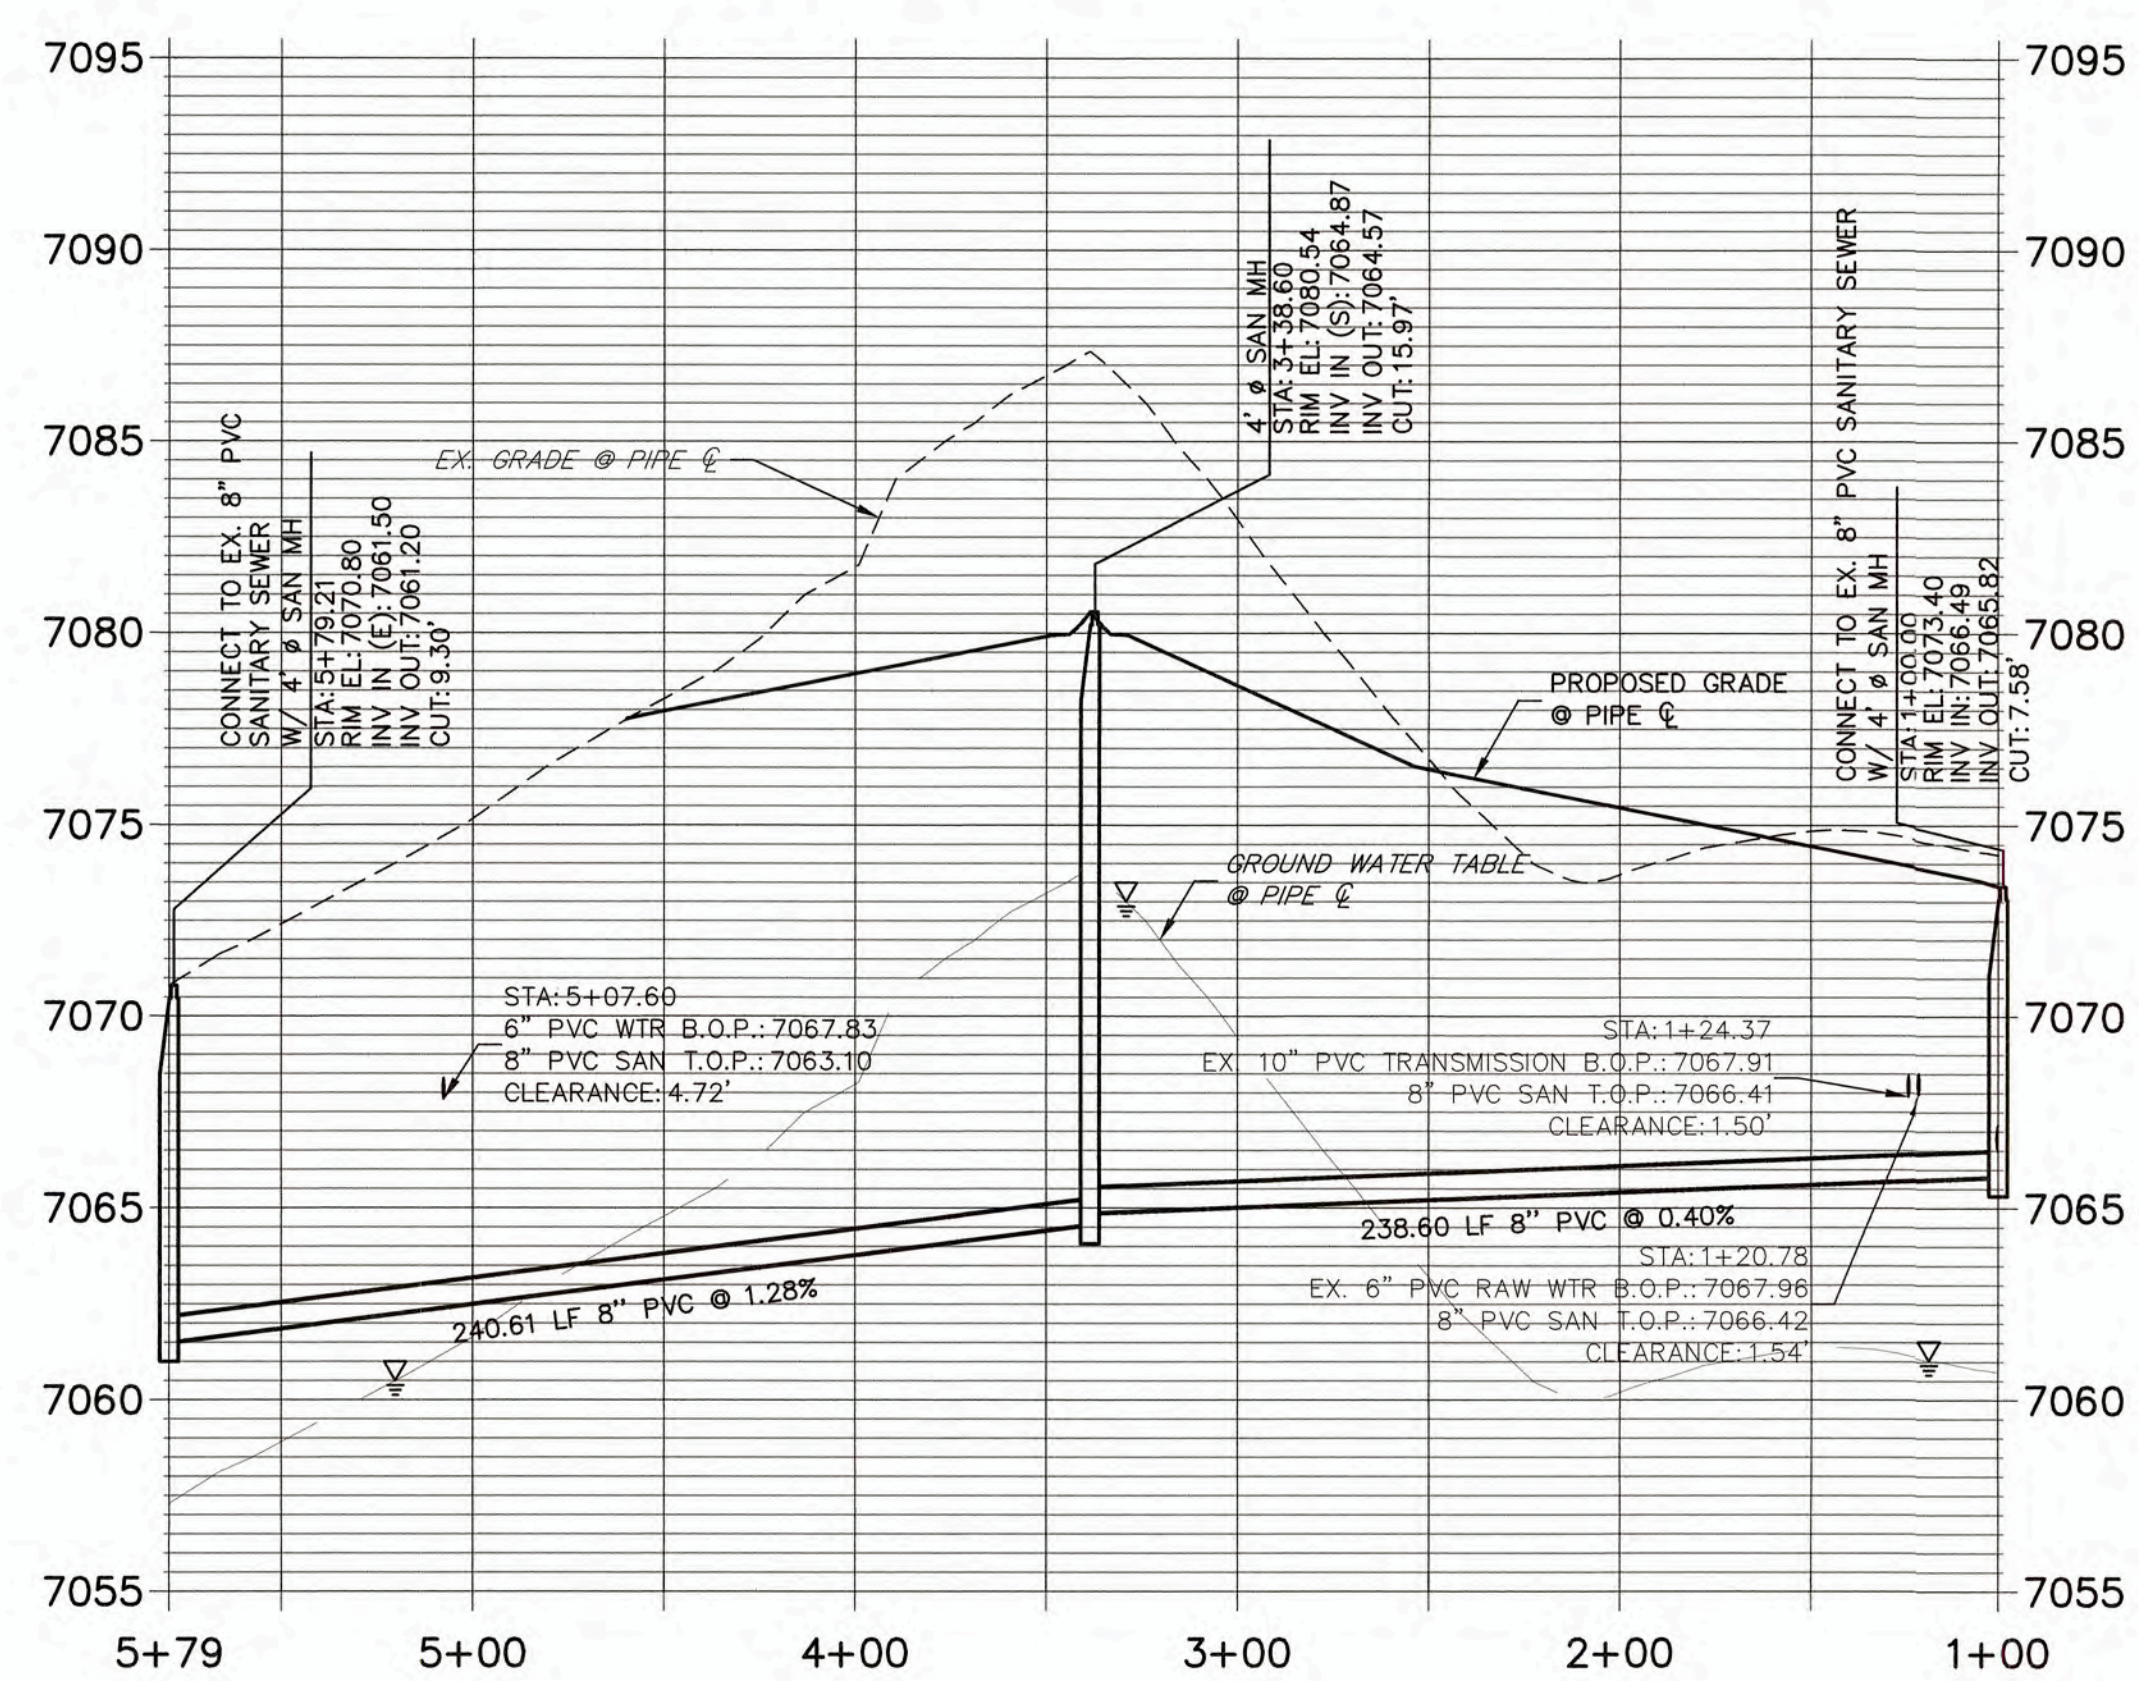 7095
7090
7085
7080
7075
7070
7065
7060
7055
7095
7090
7085
7080
7075
7070
7065
7060
7055
CONNECT TO EX. 8" PVC
SANITARY SEWER
W/ 4' ø SAN MH
STA:5+79.21
RIM EL:7070.80
INV IN (E):7061.50
INV OUT:7061.20
CUT:9.30'
EX. GRADE @ PIPE ℄
4' ø SAN MH
STA:3+38.60
RIM EL:7080.54
INV IN (S):7064.87
INV OUT:7064.57
CUT:15.97'
CONNECT TO EX. 8" PVC SANITARY SEWER
W/ 4' ø SAN MH
STA:1+00.00
RIM EL:7073.40
INV IN:7066.49
INV OUT:7065.82
CUT:7.58'
PROPOSED GRADE
@ PIPE ℄
GROUND WATER TABLE
@ PIPE ℄
STA:5+07.60
6" PVC WTR B.O.P.:7067.83
8" PVC SAN T.O.P.:7063.10
CLEARANCE:4.72'
STA:1+24.37
EX. 10" PVC TRANSMISSION B.O.P.:7067.91
8" PVC SAN T.O.P.:7066.41
CLEARANCE:1.50'
238.60 LF 8" PVC @ 0.40%
STA:1+20.78
EX. 6" PVC RAW WTR B.O.P.:7067.96
8" PVC SAN T.O.P.:7066.42
CLEARANCE:1.54'
240.61 LF 8" PVC @ 1.28%
5+79
5+00
4+00
3+00
2+00
1+00